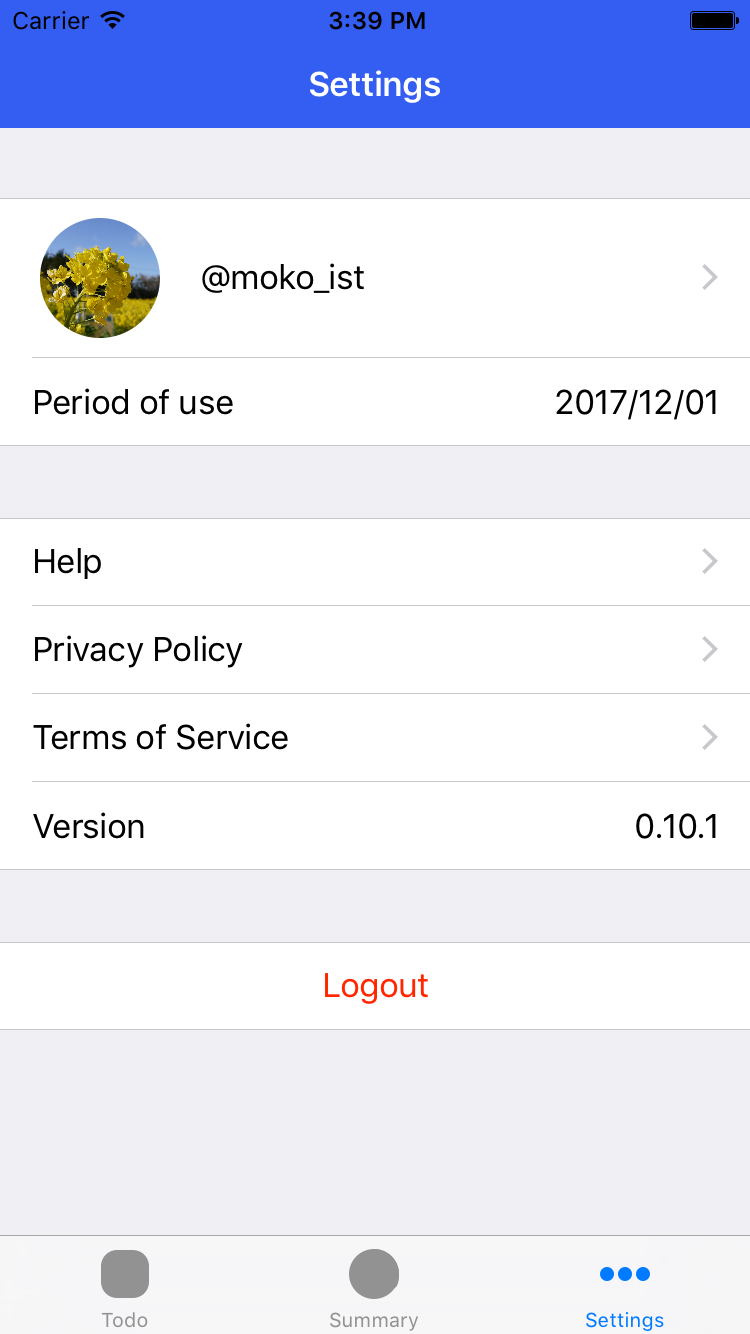 Carrier 3:39 PM
Settings
@moko_ist
Period of use 2017/12/01
Help
Privacy Policy
Terms of Service
Version 0.10.1
Logout
Todo Summary Settings